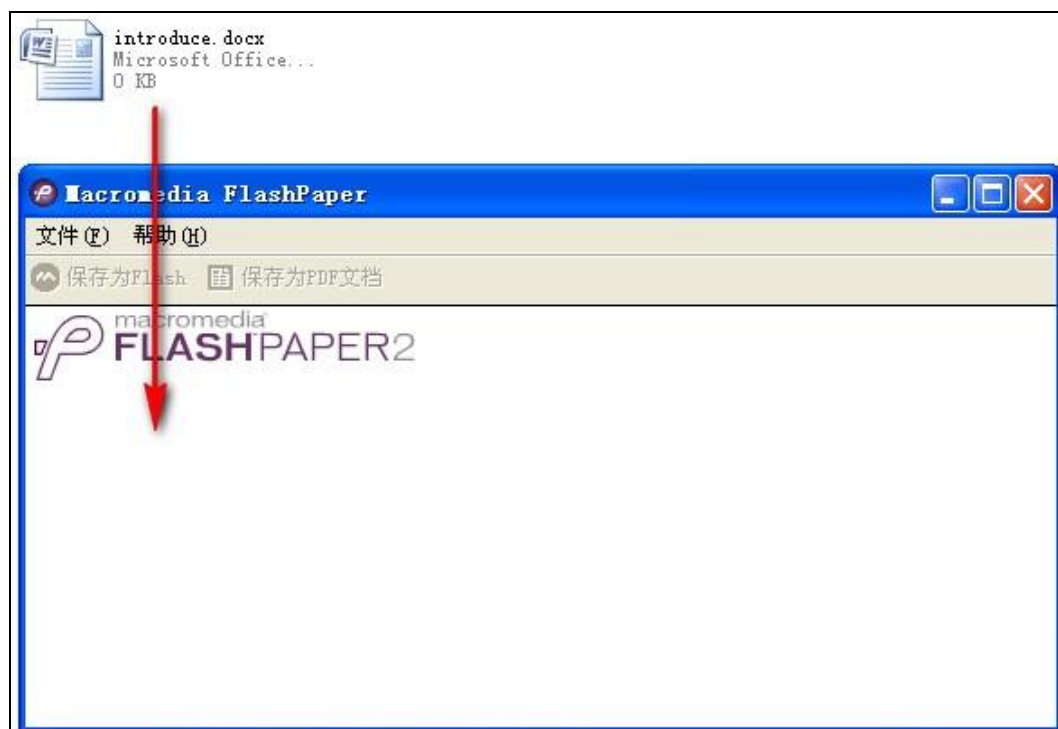 introduce.docx
Microsoft Office...
0 KB
Macromedia FlashPaper
文件(F) 帮助(H)
保存为Flash 保存为PDF文档
macromedia®
FLASHPAPER2